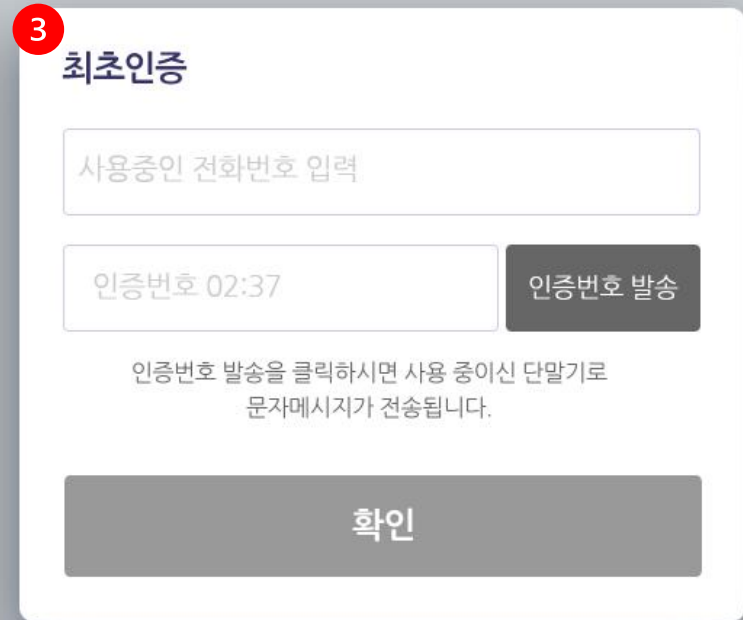 3
최초인증
사용중인 전화번호 입력
인증번호 02:37
인증번호 발송
인증번호 발송을 클릭하시면 사용 중이신 단말기로
문자메시지가 전송됩니다.
확인